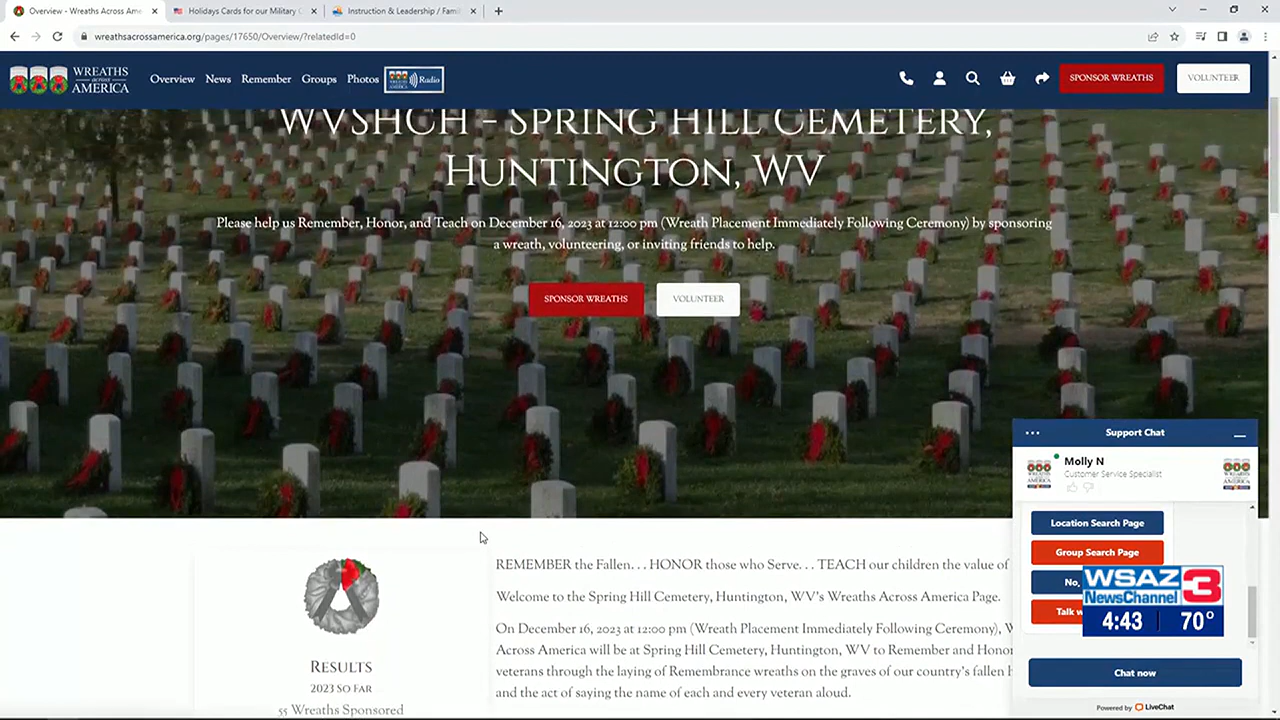 Overview - Wreaths Across Ame
Holidays Cards for our Military C
Instruction & Leadership / Famil
wreathsacrossamerica.org/pages/17650/Overview/?relatedId=0
WREATHS
across
AMERICA
Overview
News
Remember
Groups
Photos
Radio
SPONSOR WREATHS
VOLUNTEER
WVSHCH - SPRING HILL CEMETERY,
HUNTINGTON, WV
Please help us Remember, Honor, and Teach on December 16, 2023 at 12:00 pm (Wreath Placement Immediately Following Ceremony) by sponsoring
a wreath, volunteering, or inviting friends to help.
SPONSOR WREATHS
VOLUNTEER
Support Chat
Molly N
Customer Service Specialist
Location Search Page
Group Search Page
No,
Talk w
WSAZ 3
NewsChannel
4:43
70°
Chat now
Powered by LiveChat
RESULTS
2023 SO FAR
55 Wreaths Sponsored
REMEMBER the Fallen. . . HONOR those who Serve. . . TEACH our children the value of
Welcome to the Spring Hill Cemetery, Huntington, WV's Wreaths Across America Page.
On December 16, 2023 at 12:00 pm (Wreath Placement Immediately Following Ceremony), W
Across America will be at Spring Hill Cemetery, Huntington, WV to Remember and Honor
veterans through the laying of Remembrance wreaths on the graves of our country's fallen h
and the act of saying the name of each and every veteran aloud.